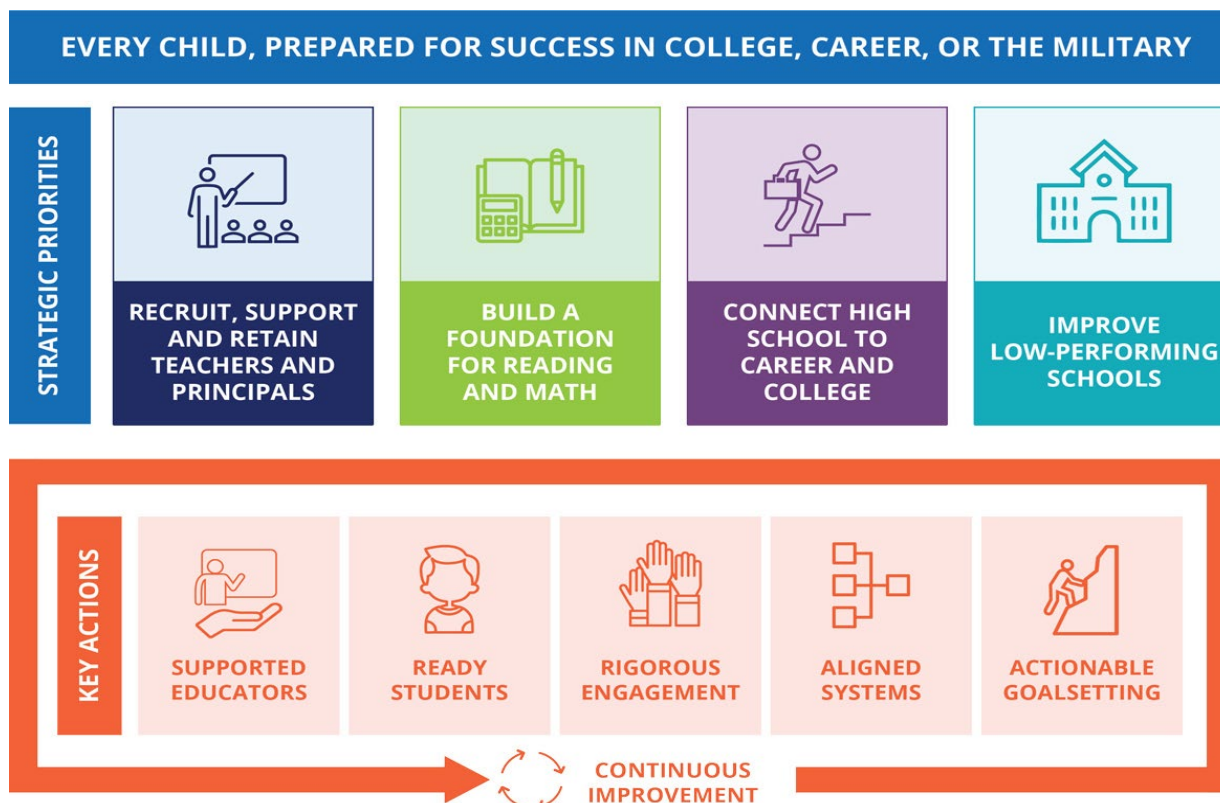 EVERY CHILD, PREPARED FOR SUCCESS IN COLLEGE, CAREER, OR THE MILITARY
STRATEGIC PRIORITIES
RECRUIT, SUPPORT
AND RETAIN
TEACHERS AND
PRINCIPALS
BUILD A
FOUNDATION
FOR READING
AND MATH
CONNECT HIGH
SCHOOL TO
CAREER AND
COLLEGE
IMPROVE
LOW-PERFORMING
SCHOOLS
KEY ACTIONS
SUPPORTED
EDUCATORS
READY
STUDENTS
RIGOROUS
ENGAGEMENT
ALIGNED
SYSTEMS
ACTIONABLE
GOALSETTING
CONTINUOUS
IMPROVEMENT